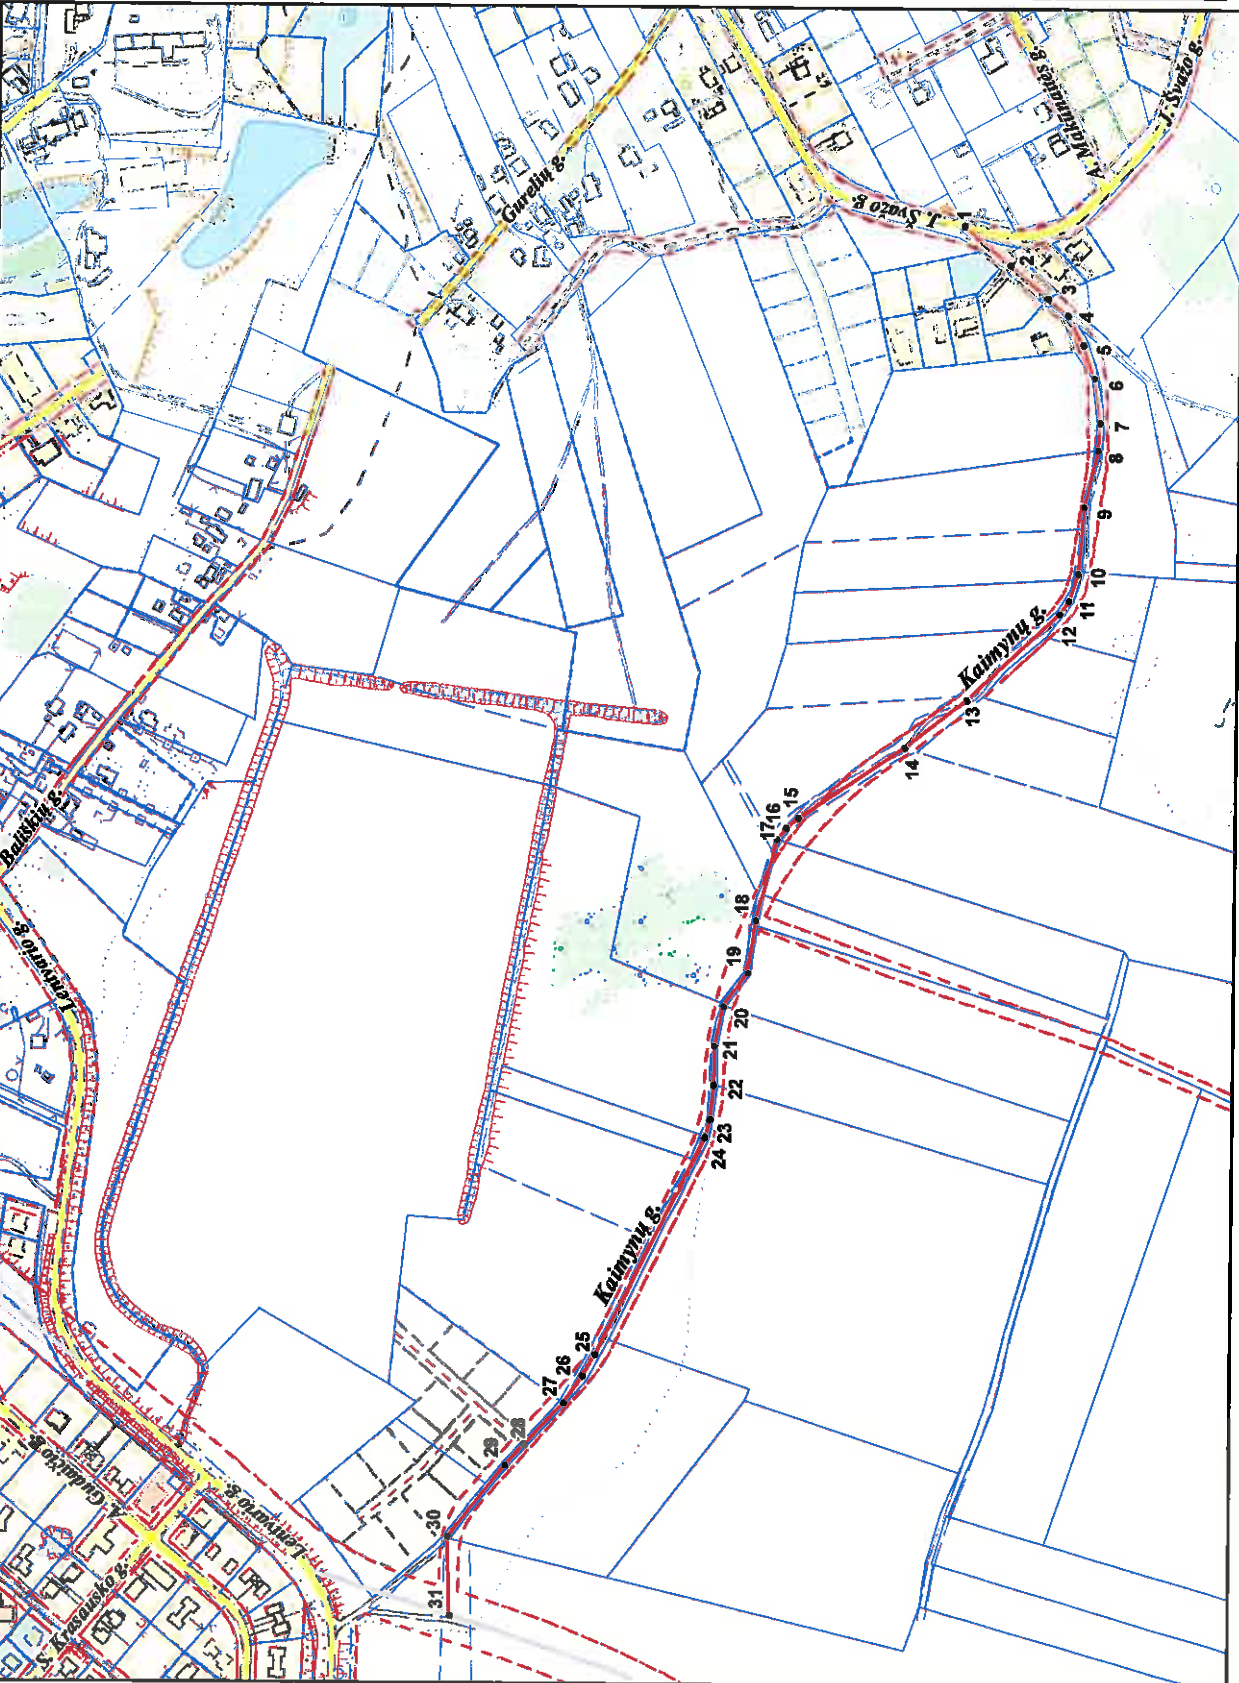 Baliskių g.
Lentvario g.
A. Gudaičio g.
S. Krasausko g.
Lentvario g.
Gurelių g.
J. Švažo g.
A. Makūnaitės g.
J. Švažo g.
Kaimynų g.
Kaimynų g.
1
2
3
4
5
6
7
8
9
10
11
12
13
14
15
16
17
18
19
20
21
22
23
24
25
26
27
28
29
30
31